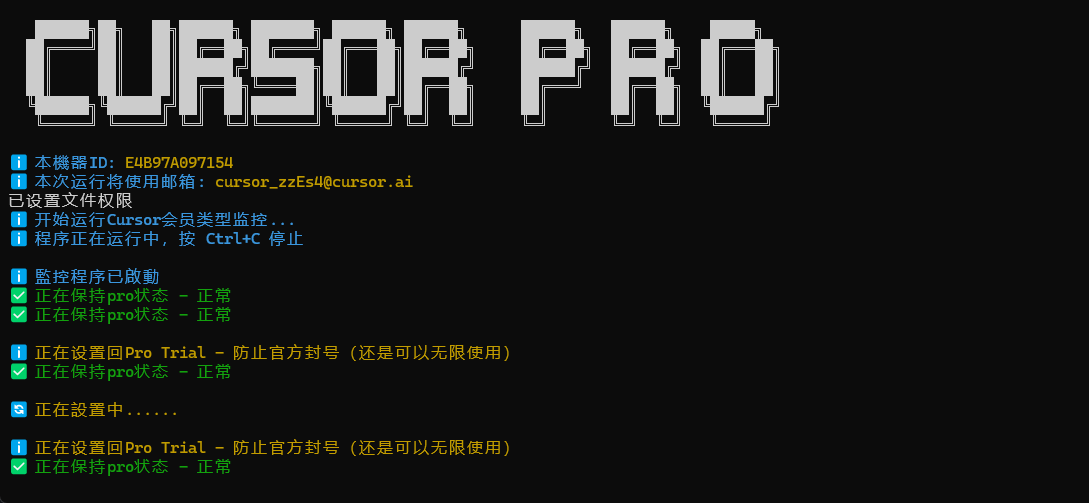 CURSOR PRO
本機器ID: E4B97A097154
本次运行将使用邮箱: cursor_zzEs4@cursor.ai
已设置文件权限
开始运行Cursor会员类型监控...
程序正在运行中, 按 Ctrl+C 停止
監控程序已啟動
正在保持pro状态 - 正常
正在保持pro状态 - 正常
正在设置回Pro Trial - 防止官方封号 (还是可以无限使用)
正在保持pro状态 - 正常
正在設置中......
正在设置回Pro Trial - 防止官方封号 (还是可以无限使用)
正在保持pro状态 - 正常